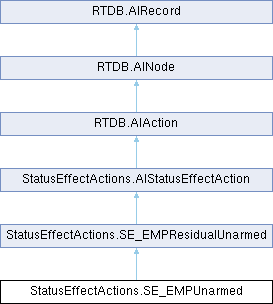 RTDB.AIRecord
RTDB.AINode
RTDB.AIAction
StatusEffectActions.AIStatusEffectAction
StatusEffectActions.SE_EMPResidualUnarmed
StatusEffectActions.SE_EMPUnarmed